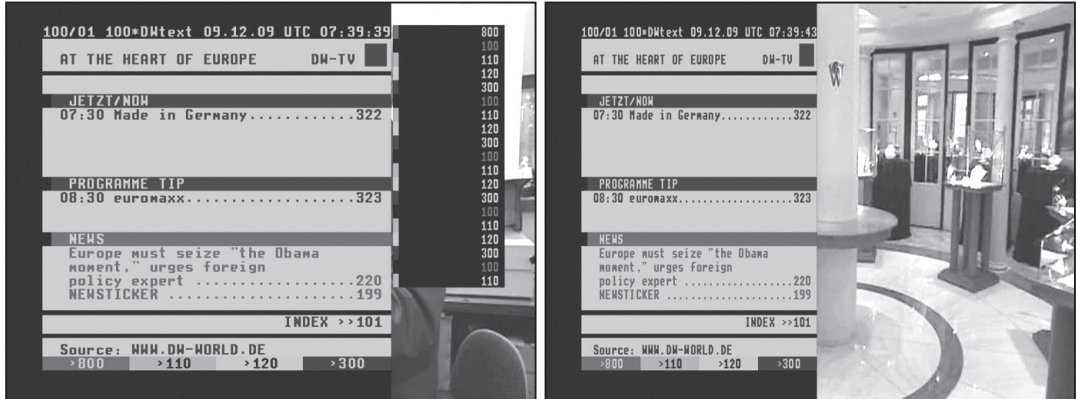 100/01 100*DWtext 09.12.09 UTC 07:39:39
AT THE HEART OF EUROPE DW-TV
JETZT/NOW
07:30 Made in Germany............322
PROGRAMME TIP
08:30 euromaxx..................323
NEWS
Europe must seize "the Obama
moment," urges foreign
policy expert ..................220
NEWSTICKER .....................199
INDEX >>101
Source: WWW.DW-WORLD.DE
>800 >110 >120 >300
800
100
110
120
300
100
110
120
300
100
110
120
300
100
110
120
300
100
110
100/01 100*DWtext 09.12.09 UTC 07:39:43
AT THE HEART OF EUROPE DW-TV
JETZT/NOW
07:30 Made in Germany............322
PROGRAMME TIP
08:30 euromaxx..................323
NEWS
Europe must seize "the Obama
moment," urges foreign
policy expert ..................220
NEWSTICKER .....................199
INDEX >>101
Source: WWW.DW-WORLD.DE
>800 >110 >120 >300
W